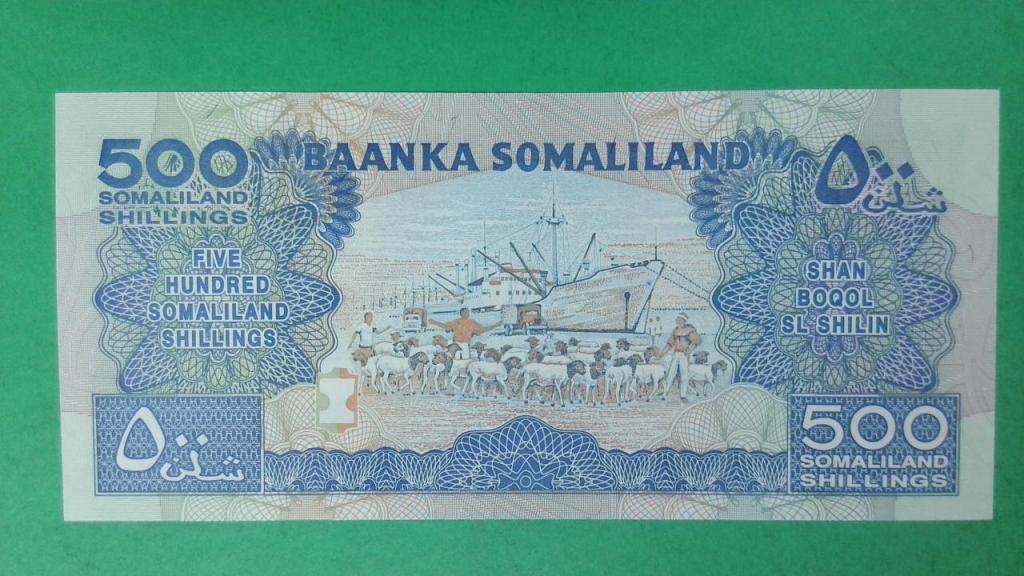 BAANKA SOMALILAND
500
SOMALILAND
SHILLINGS
٥٠٠
شلن
FIVE
HUNDRED
SOMALILAND
SHILLINGS
SHAN
BOQOL
SL SHILIN
٥٠٠
شلن
500
SOMALILAND
SHILLINGS